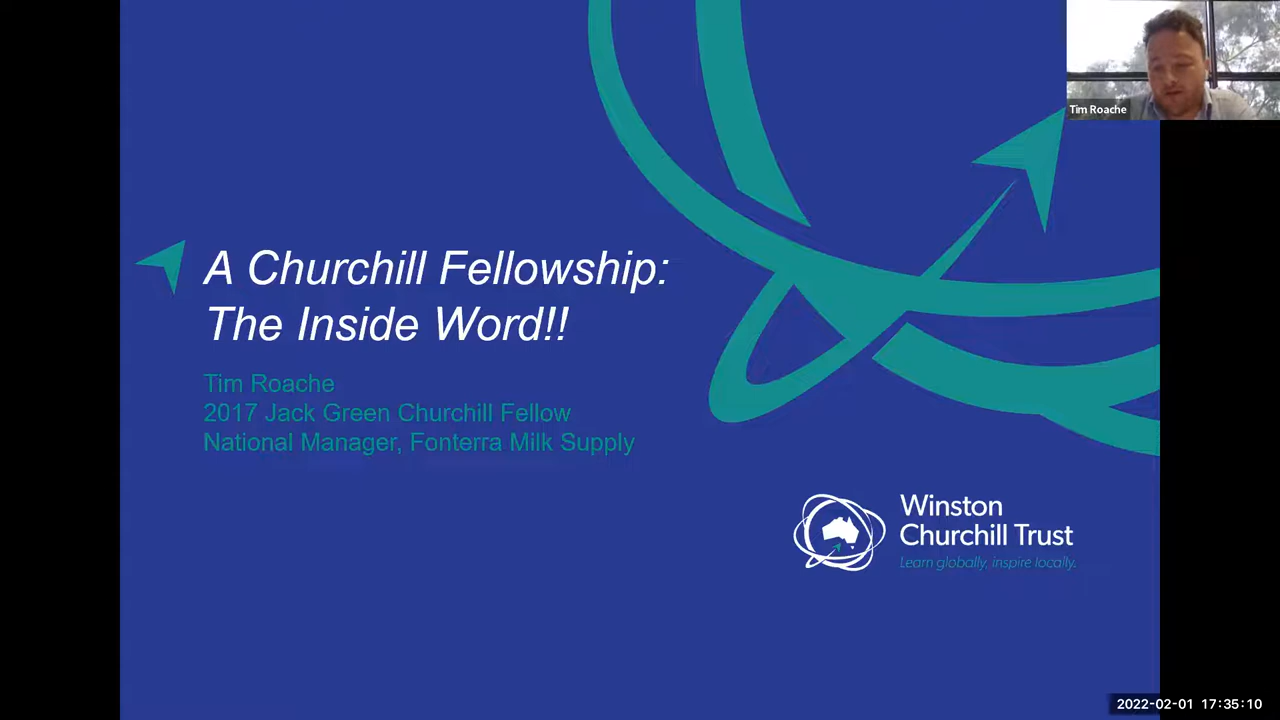 Tim Roache
A Churchill Fellowship:
The Inside Word!!
Tim Roache
2017 Jack Green Churchill Fellow
National Manager, Fonterra Milk Supply
Winston
Churchill Trust
Learn globally, inspire locally.
2022-02-01 17:35:10